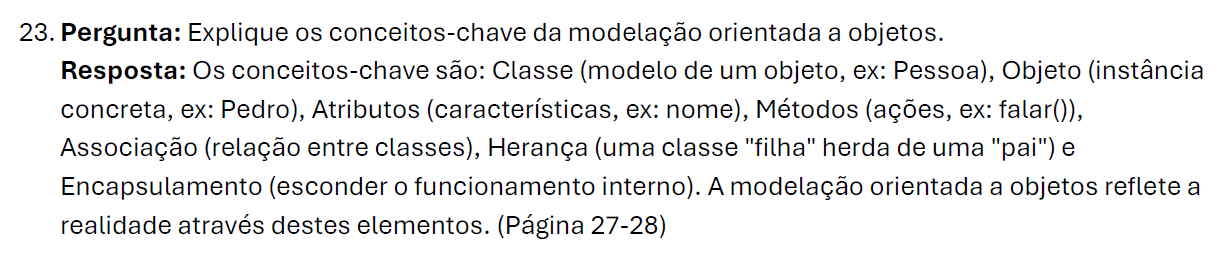 23. Pergunta: Explique os conceitos-chave da modelação orientada a objetos.
Resposta: Os conceitos-chave são: Classe (modelo de um objeto, ex: Pessoa), Objeto (instância
concreta, ex: Pedro), Atributos (características, ex: nome), Métodos (ações, ex: falar()),
Associação (relação entre classes), Herança (uma classe "filha" herda de uma "pai") e
Encapsulamento (esconder o funcionamento interno). A modelação orientada a objetos reflete a
realidade através destes elementos. (Página 27-28)